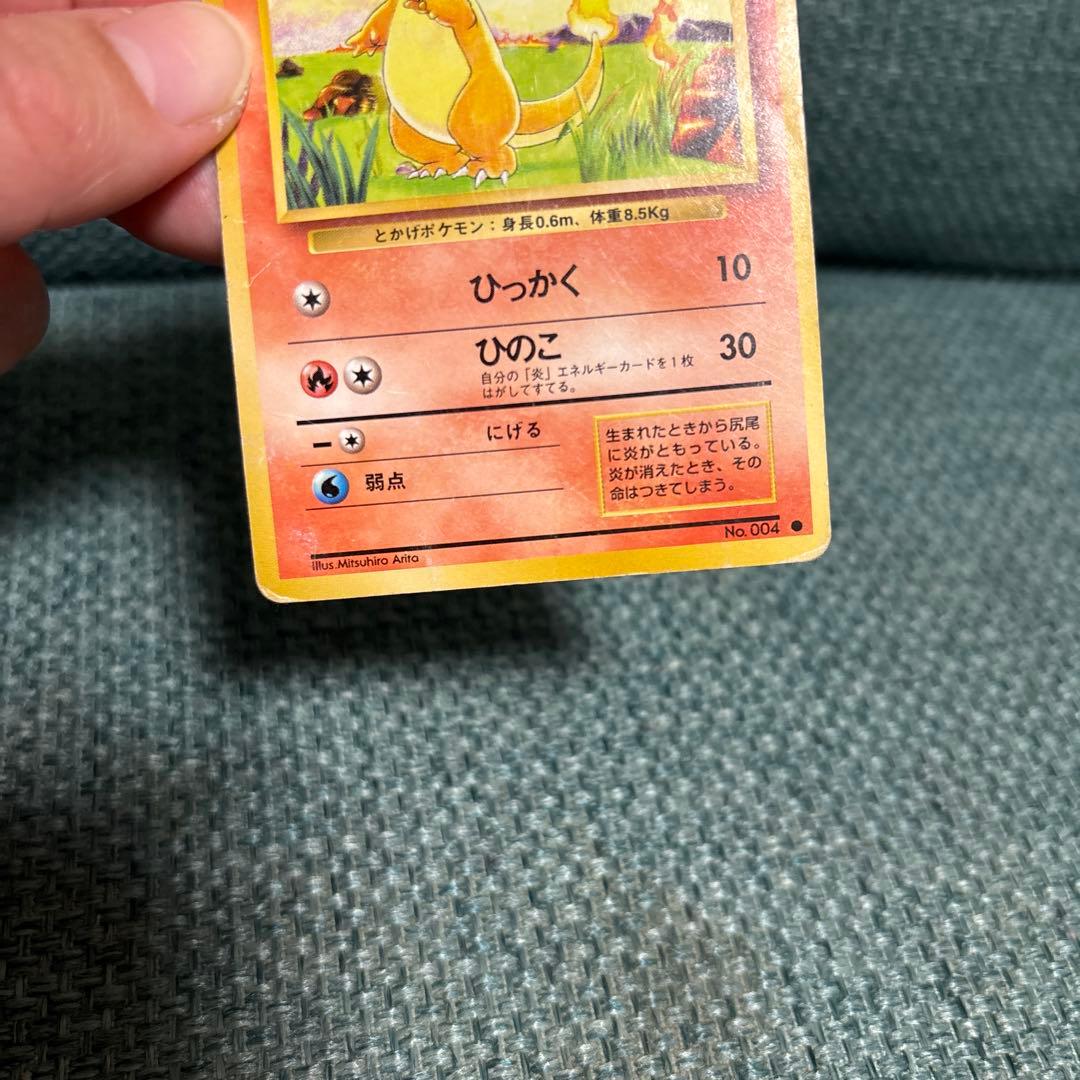 とかげポケモン：身長0.6m、体重8.5Kg
ひっかく 10
ひのこ 30
自分の「炎」エネルギーカードを1枚
はがしてすてる。
にげる
弱点
生まれたときから尻尾
に炎がともっている。
炎が消えたとき、その
命はつきてしまう。
No. 004 ●
Illus. Mitsuhiro Arita